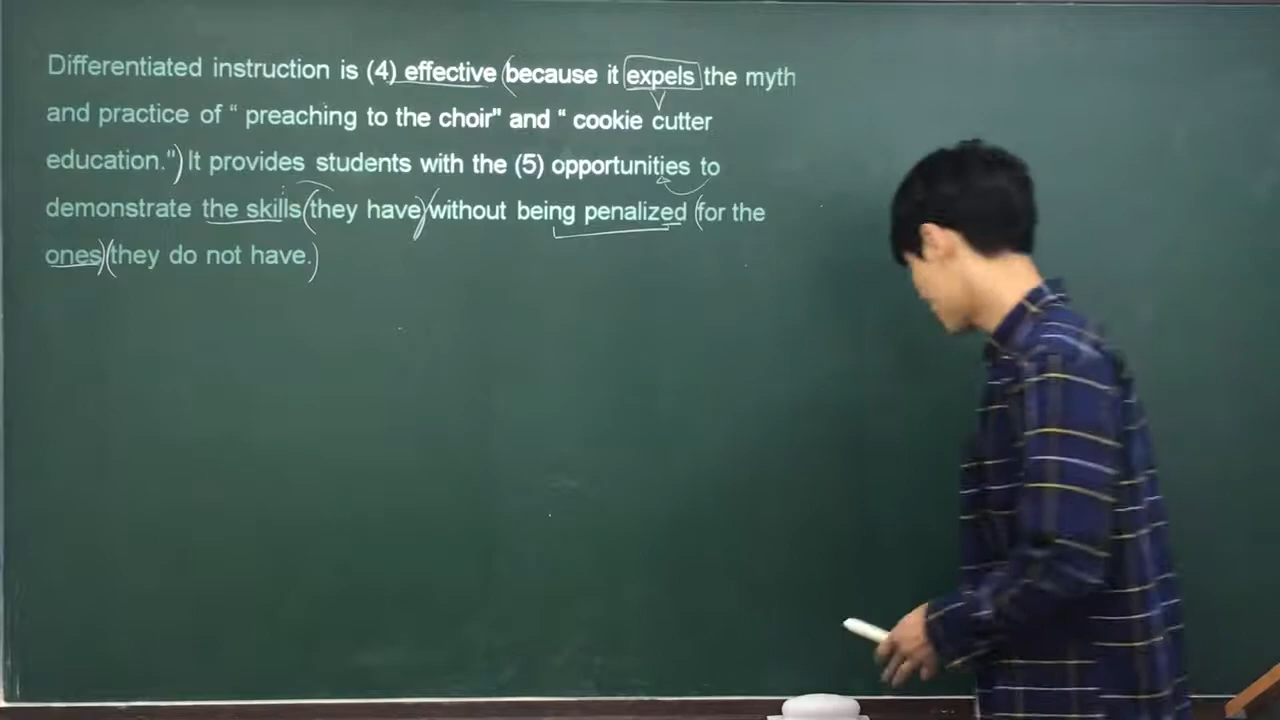 Differentiated instruction is (4) effective because it expels the myth
and practice of “ preaching to the choir" and “ cookie cutter
education.") It provides students with the (5) opportunities to
demonstrate the skills (they have) without being penalized (for the
ones) (they do not have.)